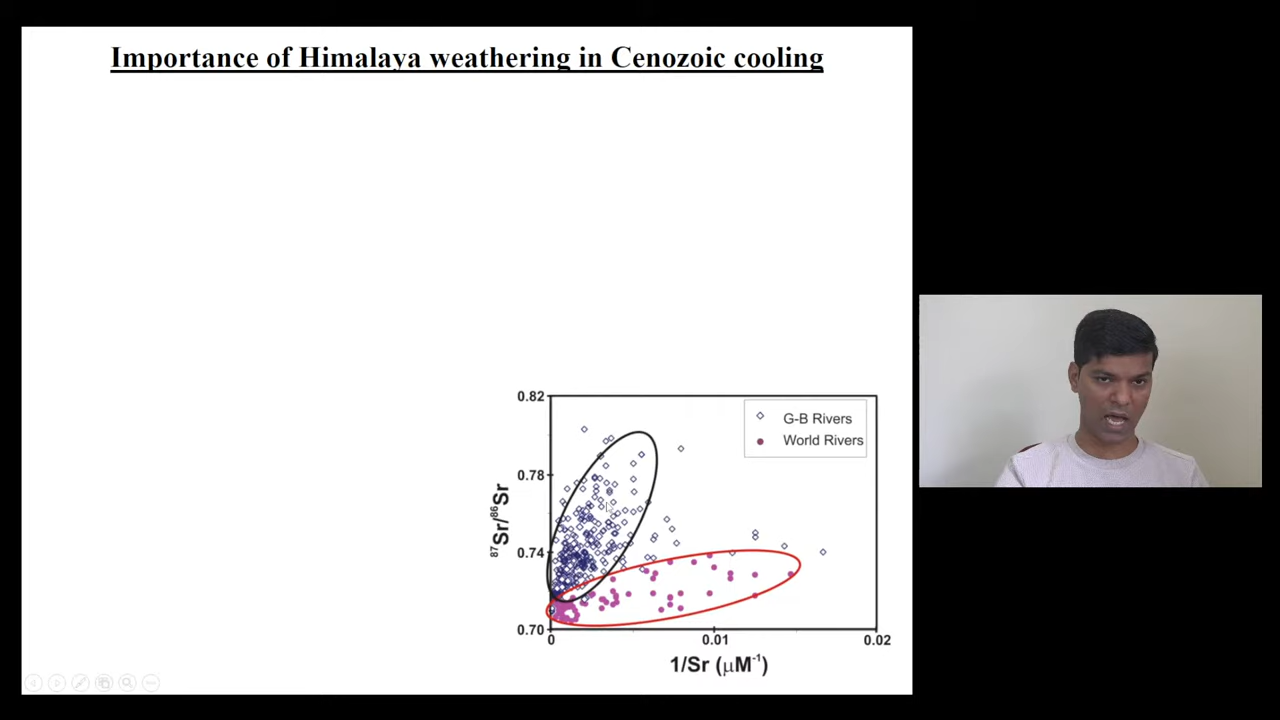 Importance of Himalaya weathering in Cenozoic cooling
0.82
0.78
0.74
0.70
⁸⁷Sr/⁸⁶Sr
G-B Rivers
World Rivers
0
0.01
0.02
1/Sr (μM⁻¹)